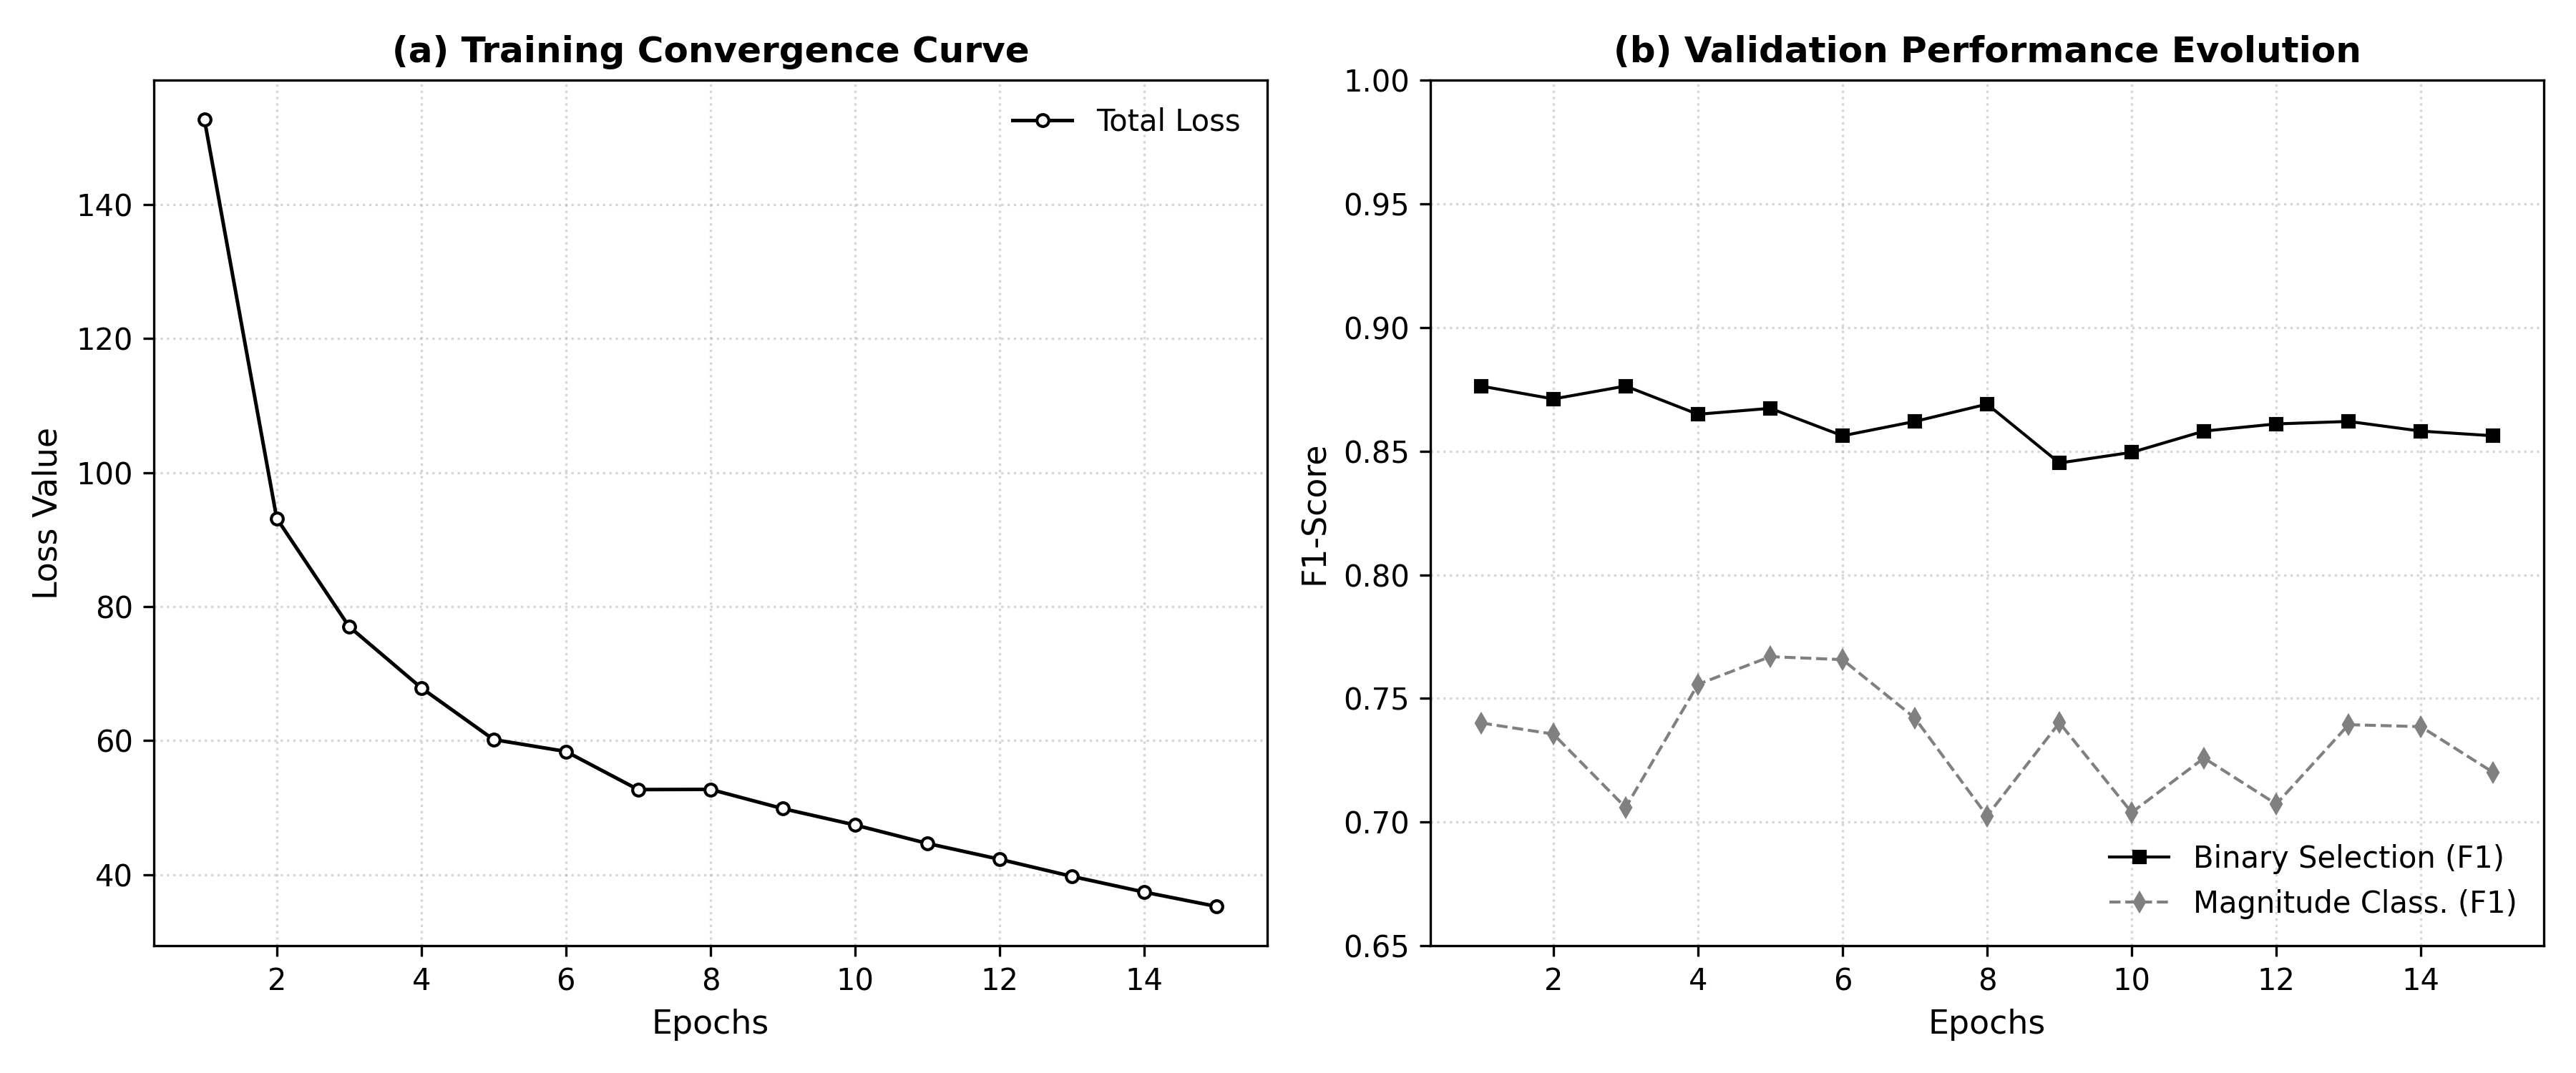 (a) Training Convergence Curve
Total Loss
140
120
100
80
60
40
Loss Value
2 4 6 8 10 12 14
Epochs
(b) Validation Performance Evolution
1.00
0.95
0.90
0.85
0.80
0.75
0.70
0.65
F1-Score
Binary Selection (F1)
Magnitude Class. (F1)
2 4 6 8 10 12 14
Epochs